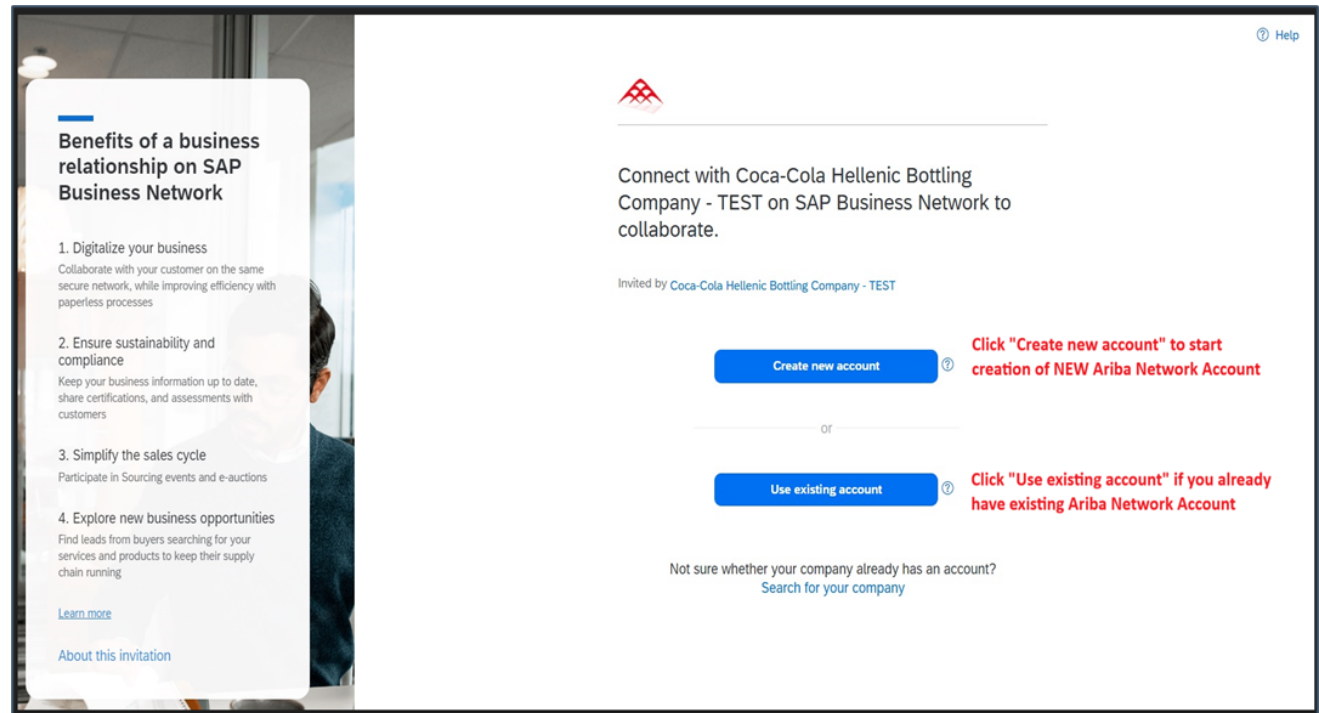 Help
Benefits of a business
relationship on SAP
Business Network
1. Digitalize your business
Collaborate with your customer on the same
secure network, while improving efficiency with
paperless processes
2. Ensure sustainability and
compliance
Keep your business information up to date,
share certifications, and assessments with
customers
3. Simplify the sales cycle
Participate in Sourcing events and e-auctions
4. Explore new business opportunities
Find leads from buyers searching for your
services and products to keep their supply
chain running
Learn more
About this invitation
Connect with Coca-Cola Hellenic Bottling
Company - TEST on SAP Business Network to
collaborate.
Invited by Coca-Cola Hellenic Bottling Company - TEST
Create new account
Click "Create new account" to start
creation of NEW Ariba Network Account
or
Use existing account
Click "Use existing account" if you already
have existing Ariba Network Account
Not sure whether your company already has an account?
Search for your company